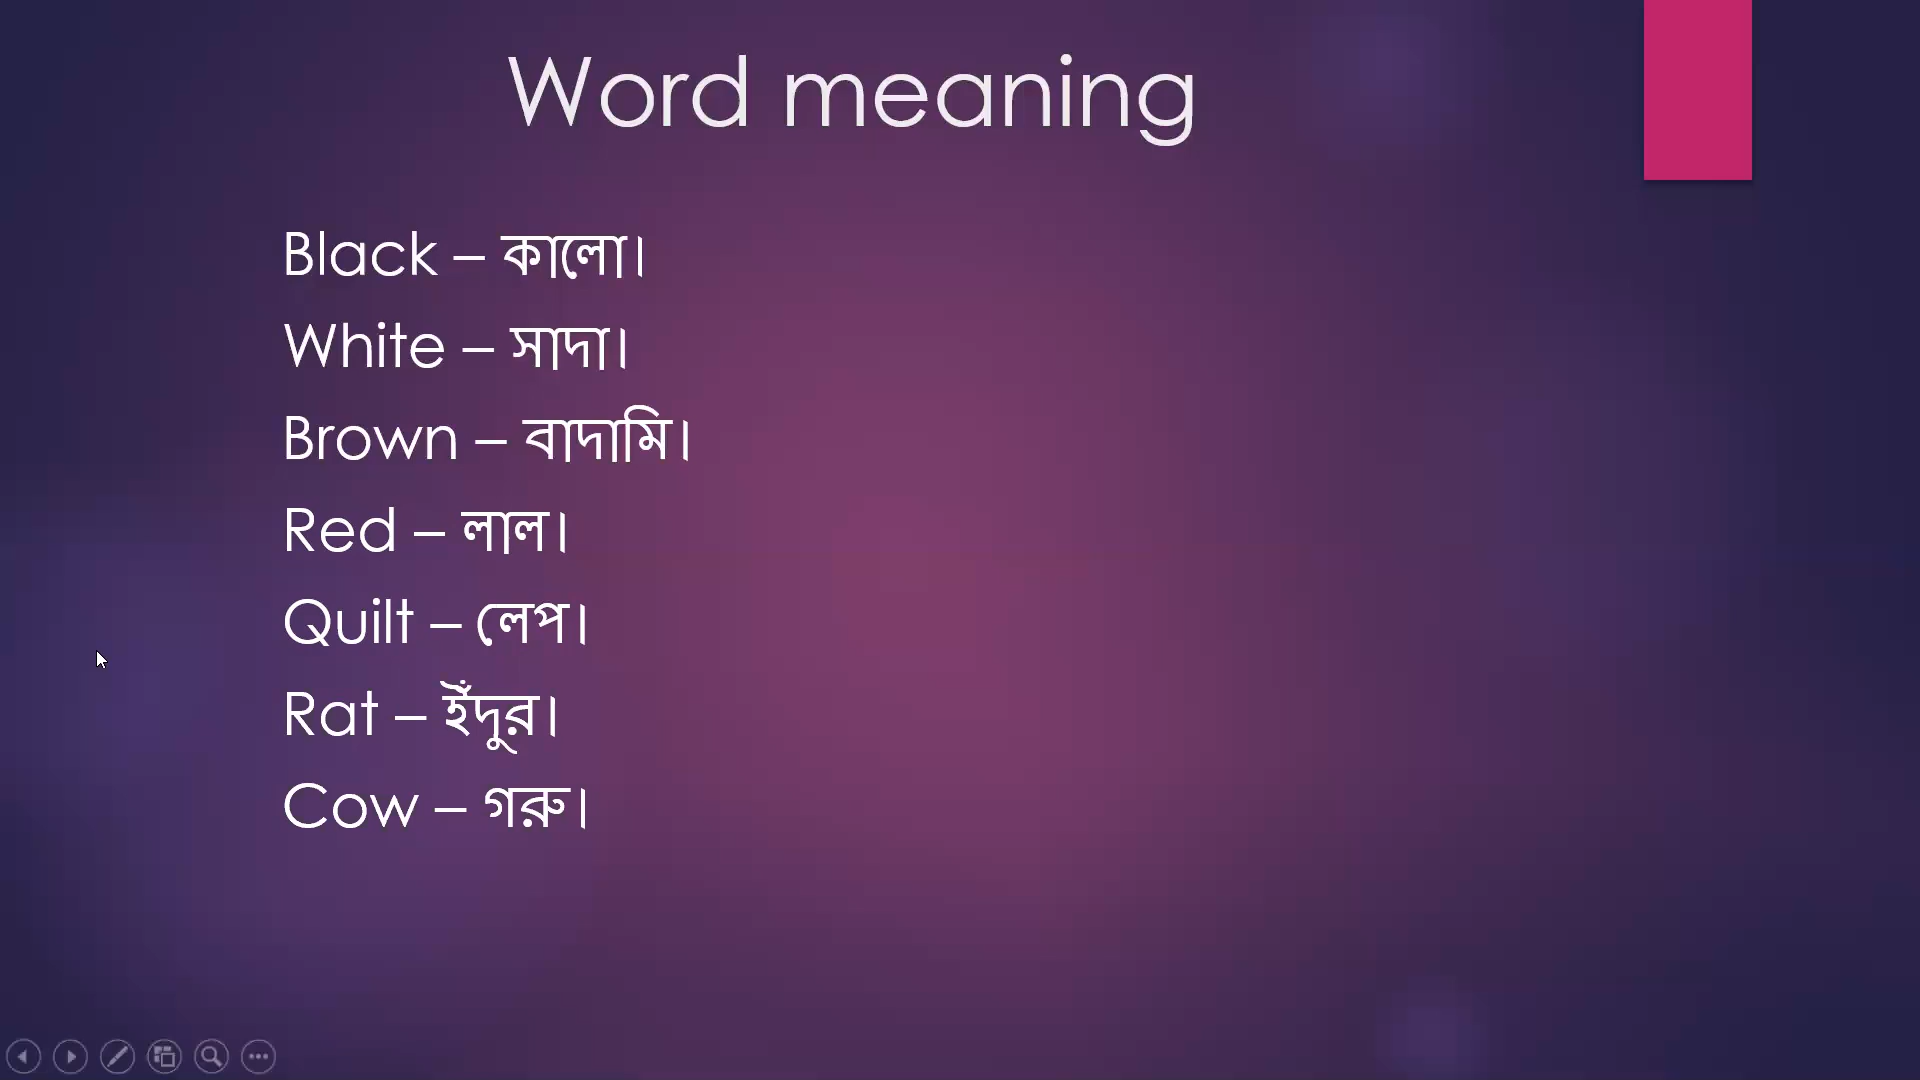 Word meaning
Black – কালো।
White – সাদা।
Brown – বাদামি।
Red – লাল।
Quilt – লেপ।
Rat – ইঁদুর।
Cow – গরু।